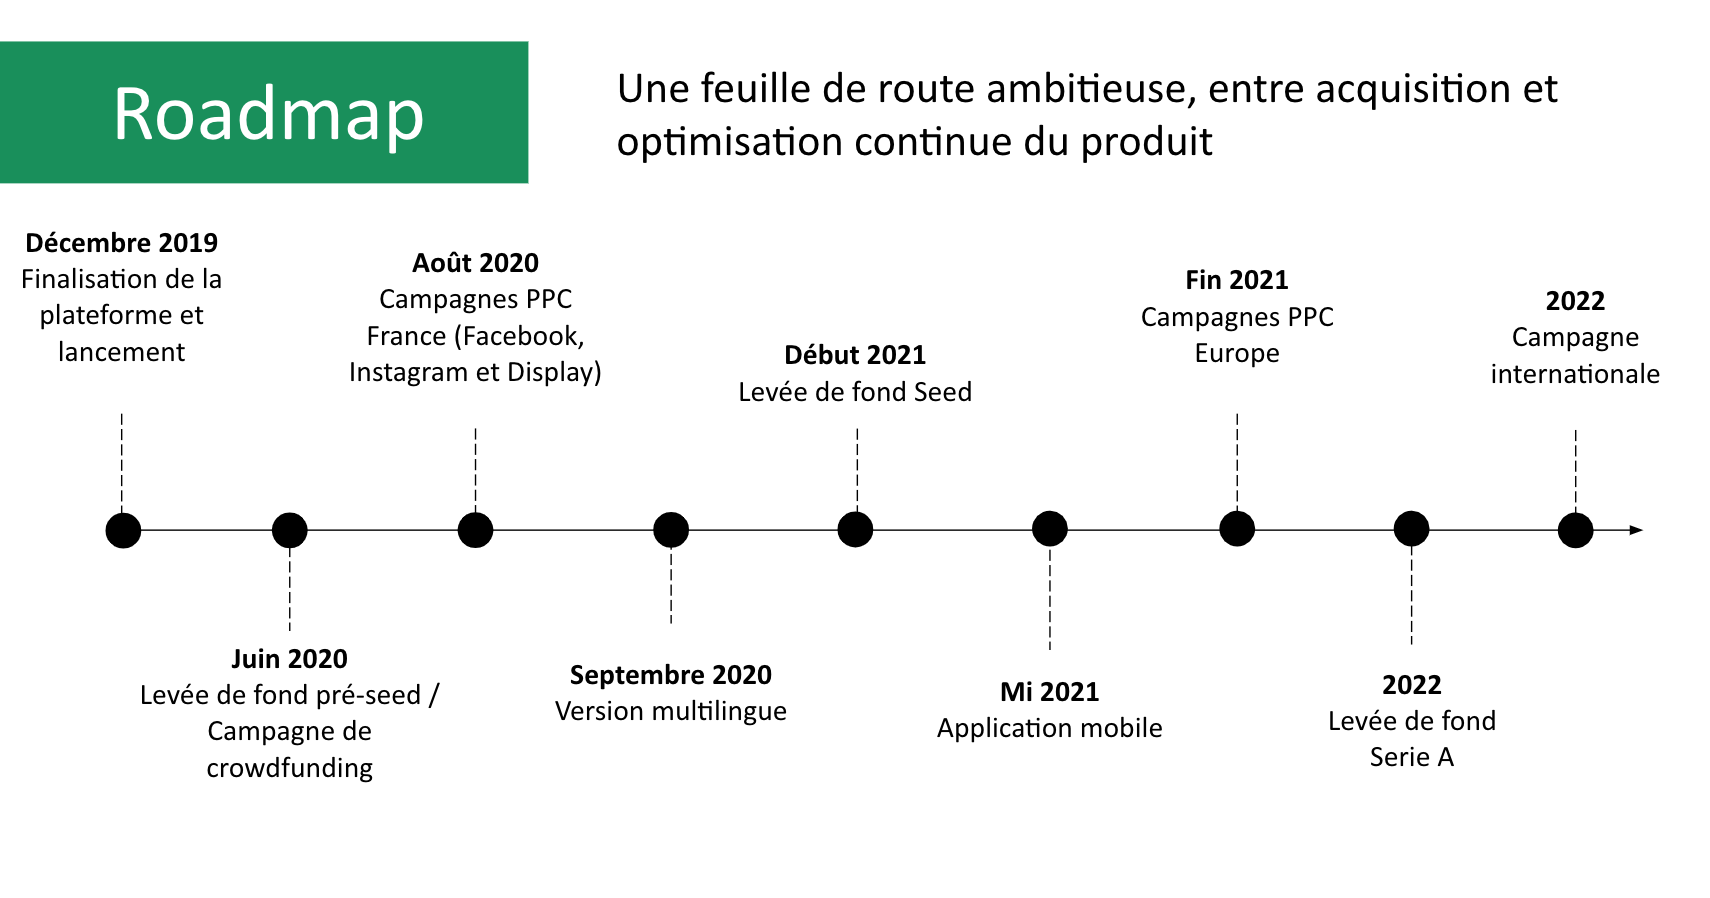 Roadmap
Une feuille de route ambitieuse, entre acquisition et
optimisation continue du produit
Décembre 2019
Finalisation de la
plateforme et
lancement
Juin 2020
Levée de fond pré-seed /
Campagne de
crowdfunding
Août 2020
Campagnes PPC
France (Facebook,
Instagram et Display)
Septembre 2020
Version multilingue
Début 2021
Levée de fond Seed
Mi 2021
Application mobile
Fin 2021
Campagnes PPC
Europe
2022
Levée de fond
Serie A
2022
Campagne
internationale